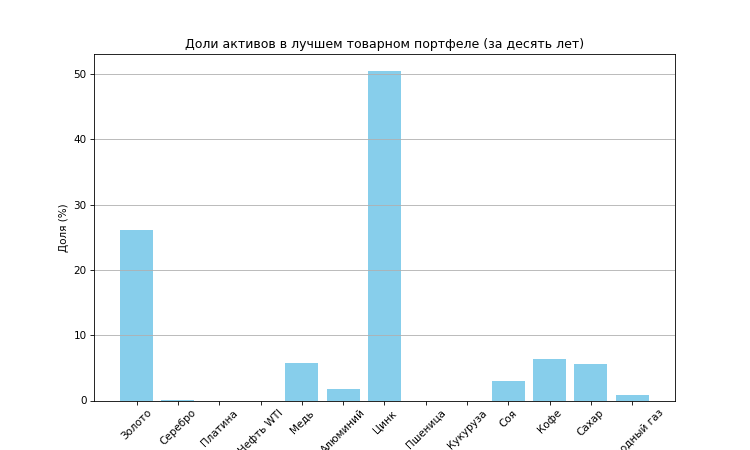 Доли активов в лучшем товарном портфеле (за десять лет)
Доля (%)
50
40
30
20
10
0
Золото
Серебро
Платина
Нефть WTI
Медь
Алюминий
Цинк
Пшеница
Кукуруза
Соя
Кофе
Сахар
газ